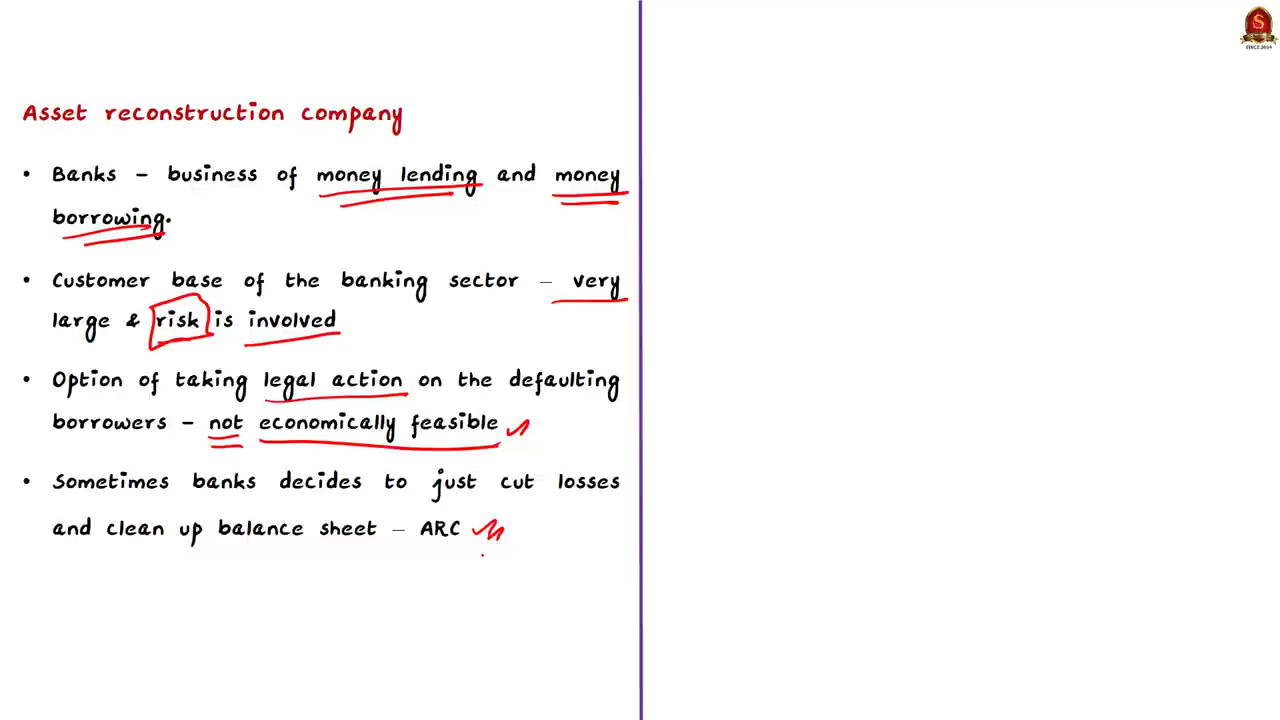 Asset reconstruction company
• Banks – business of money lending and money
borrowing.
• Customer base of the banking sector – very
large & risk is involved
• Option of taking legal action on the defaulting
borrowers – not economically feasible
• Sometimes banks decides to just cut losses
and clean up balance sheet – ARC
S